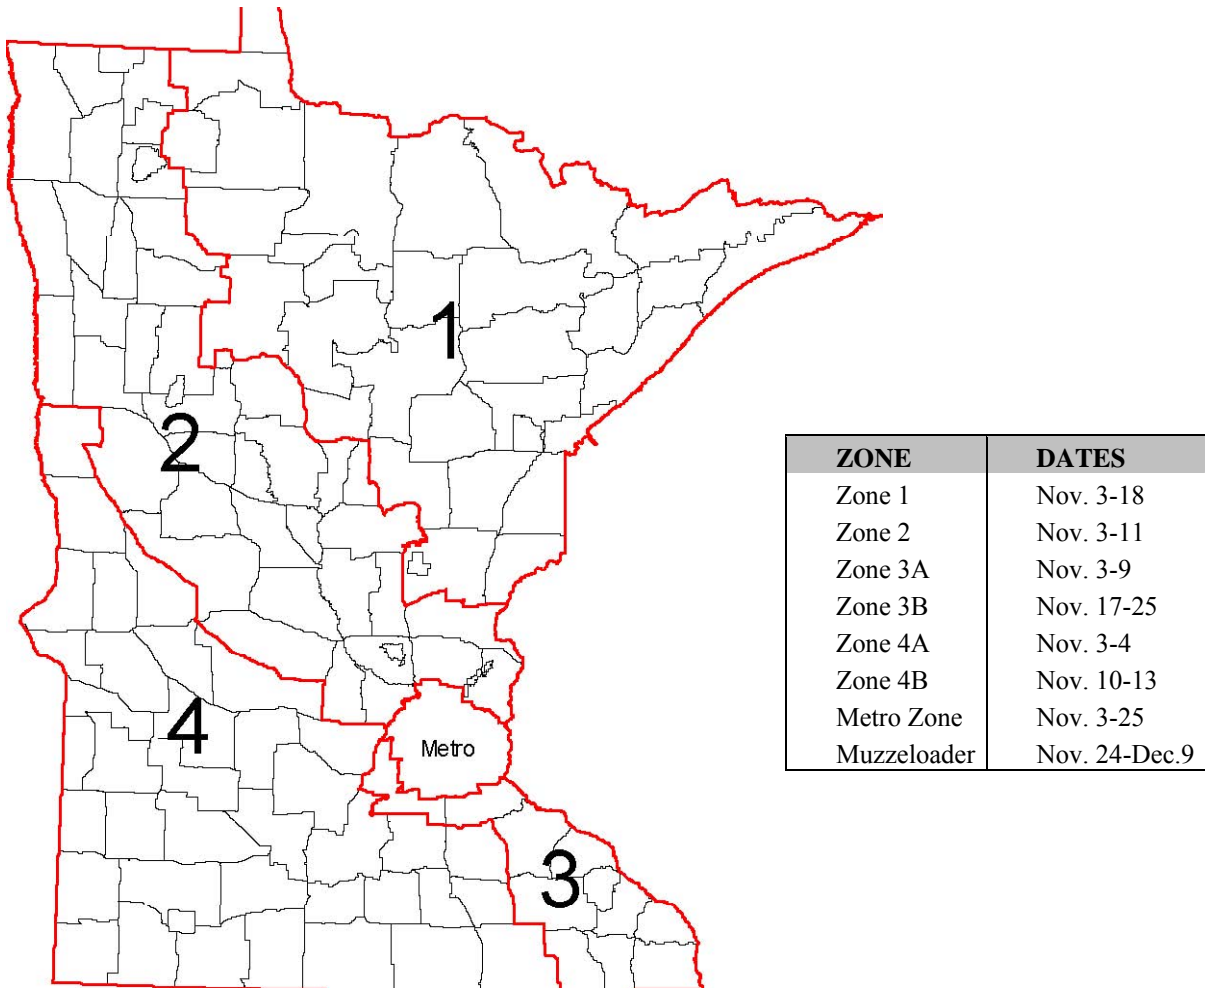 1
2
ZONE DATES
Zone 1 Nov. 3-18
Zone 2 Nov. 3-11
Zone 3A Nov. 3-9
Zone 3B Nov. 17-25
Zone 4A Nov. 3-4
Zone 4B Nov. 10-13
Metro Zone Nov. 3-25
Muzzeloader Nov. 24-Dec.9
4
Metro
3